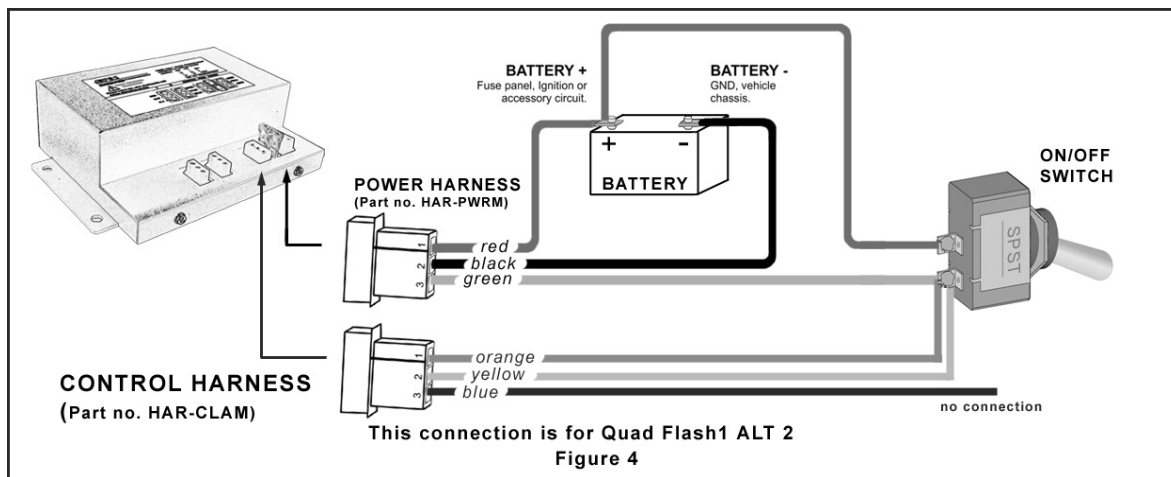 BATTERY +
Fuse panel, Ignition or
accessory circuit.
BATTERY -
GND, vehicle
chassis.
+ -
BATTERY
ON/OFF
SWITCH
SPST
POWER HARNESS
(Part no. HAR-PWRM)
1 red
2 black
3 green
1 orange
2 yellow
3 blue
no connection
CONTROL HARNESS
(Part no. HAR-CLAM)
This connection is for Quad Flash1 ALT 2
Figure 4